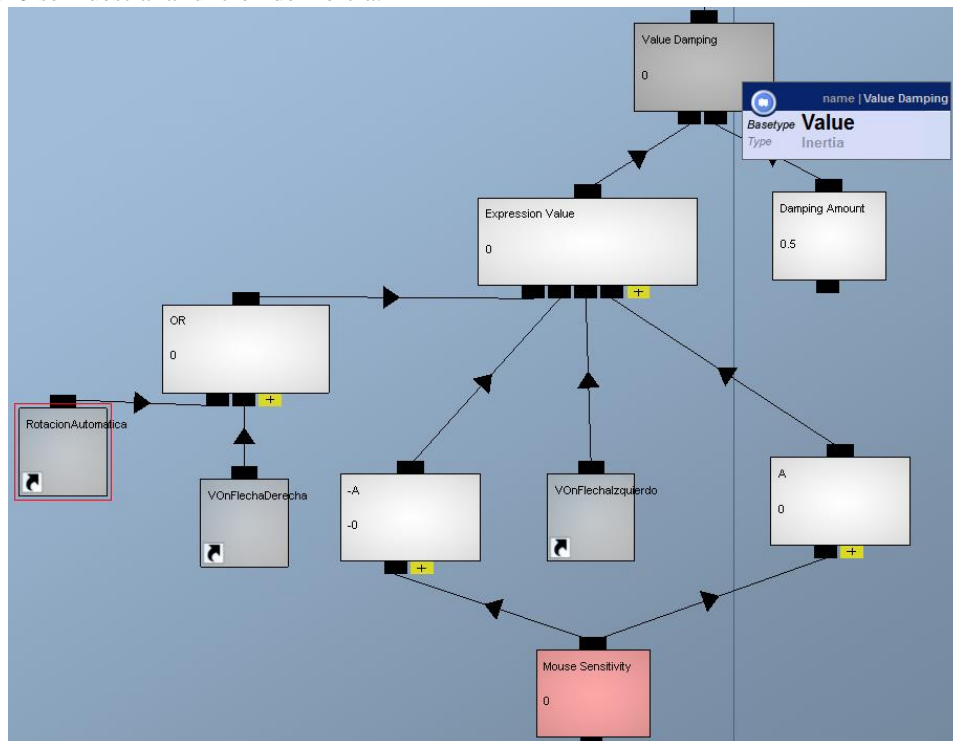 Value Damping
0
name | Value Damping
Basetype Value
Type Inertia
Expression Value
0
Damping Amount
0.5
+
OR
0
+
RotacionAutomatica
VOnFlechaDerecha
-A
-0
+
VOnFlechaIzquierdo
A
0
+
Mouse Sensitivity
0